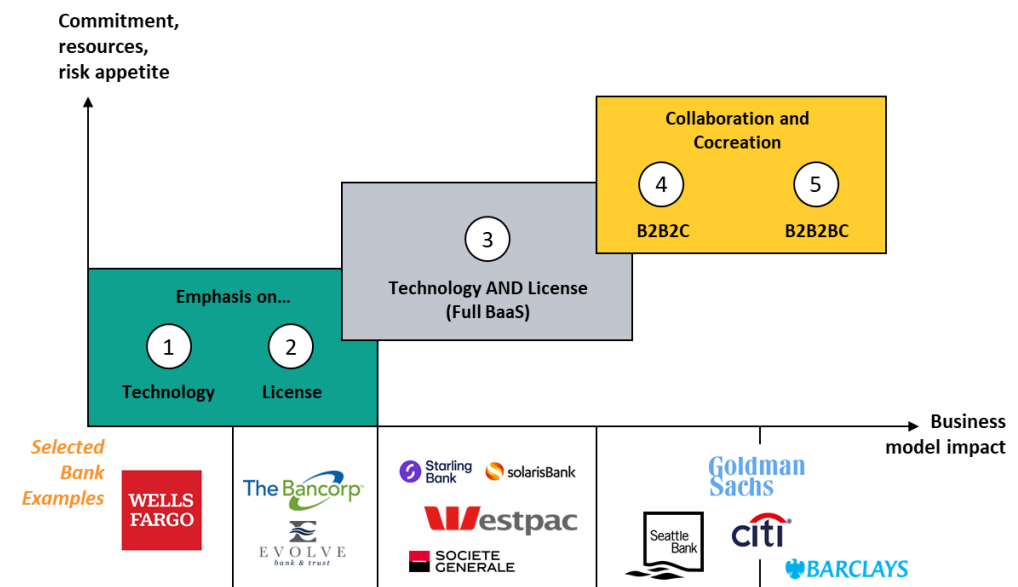 Commitment,
resources,
risk appetite
Collaboration and
Cocreation
4
5
B2B2C
B2B2BC
3
Technology AND License
(Full BaaS)
Emphasis on...
1
2
Technology
License
Business
model impact
Selected
Bank
Examples
WELLS
FARGO
The Bancorp
EVOLVE
bank & trust
Starling
Bank
solarisBank
Westpac
SOCIETE
GENERALE
Goldman
Sachs
Seattle
Bank
citi
BARCLAYS